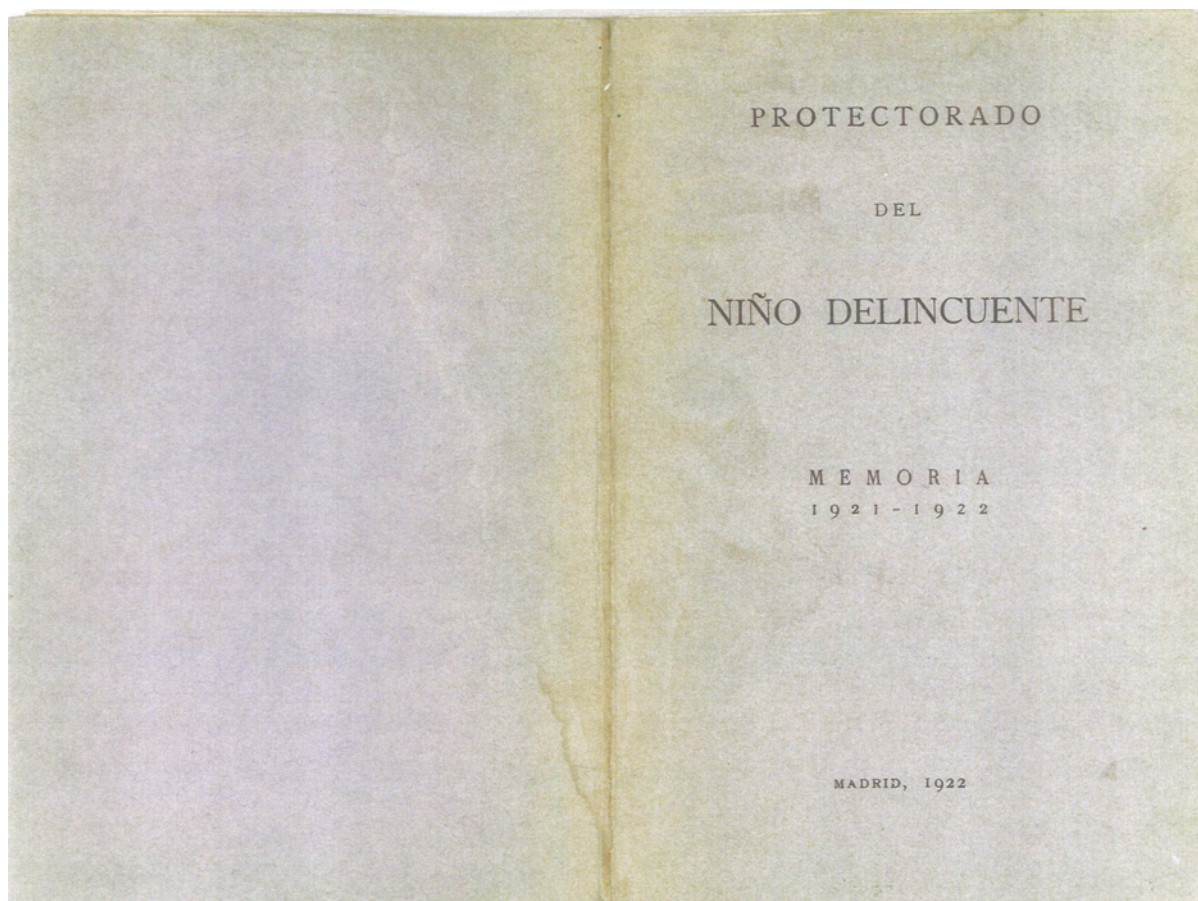 PROTECTORADO
DEL
NIÑO DELINCUENTE
MEMORIA
1921-1922
MADRID, 1922